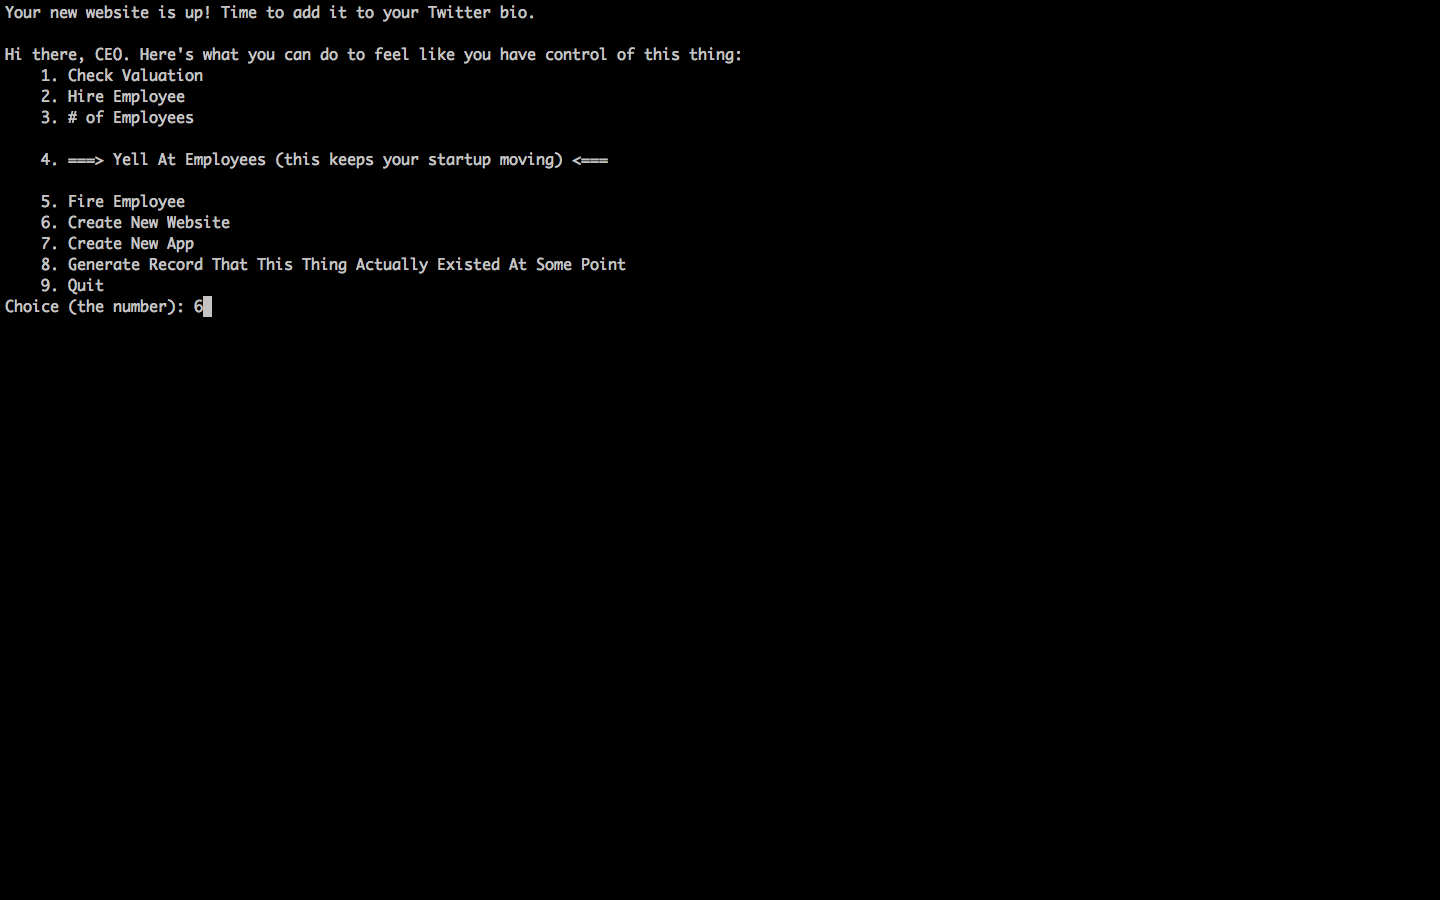 Your new website is up! Time to add it to your Twitter bio.
Hi there, CEO. Here's what you can do to feel like you have control of this thing:
1. Check Valuation
2. Hire Employee
3. # of Employees
4. ===> Yell At Employees (this keeps your startup moving) <===
5. Fire Employee
6. Create New Website
7. Create New App
8. Generate Record That This Thing Actually Existed At Some Point
9. Quit
Choice (the number): 6